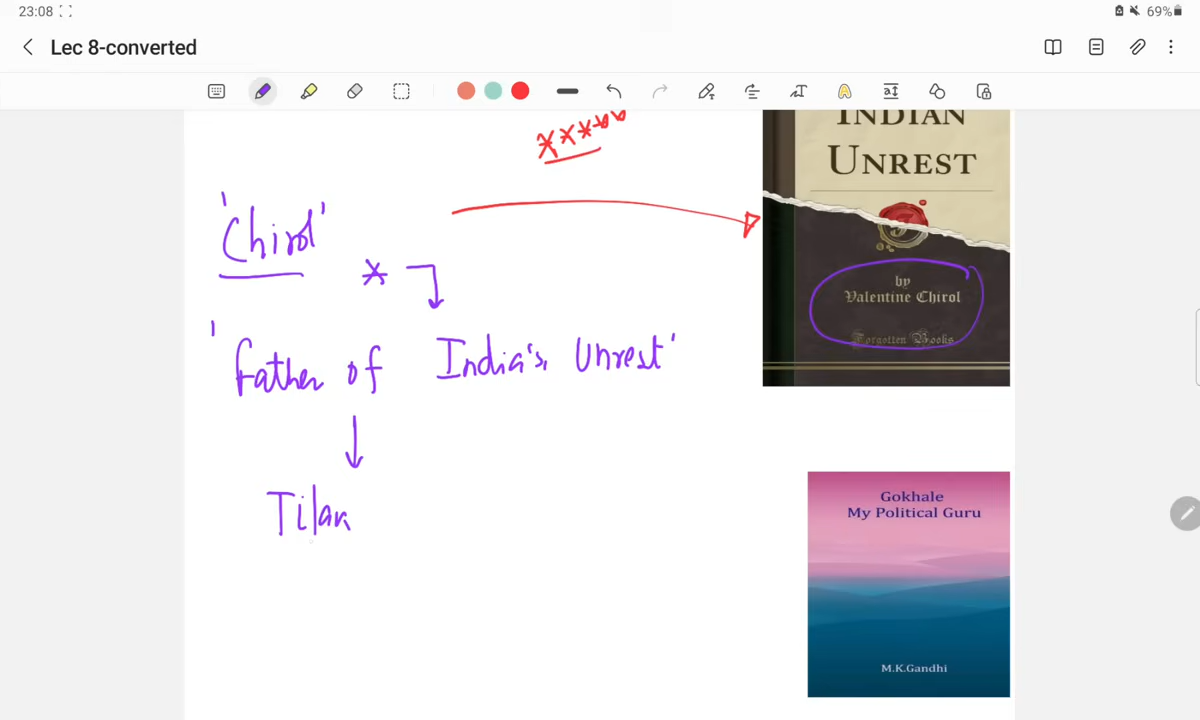 23:08
69%
Lec 8-converted
INDIAN
UNREST
by
Valentine Chirol
Forgotten Books
'Chirol'
'Father of India's Unrest'
Tilak
Gokhale
My Political Guru
M.K.Gandhi